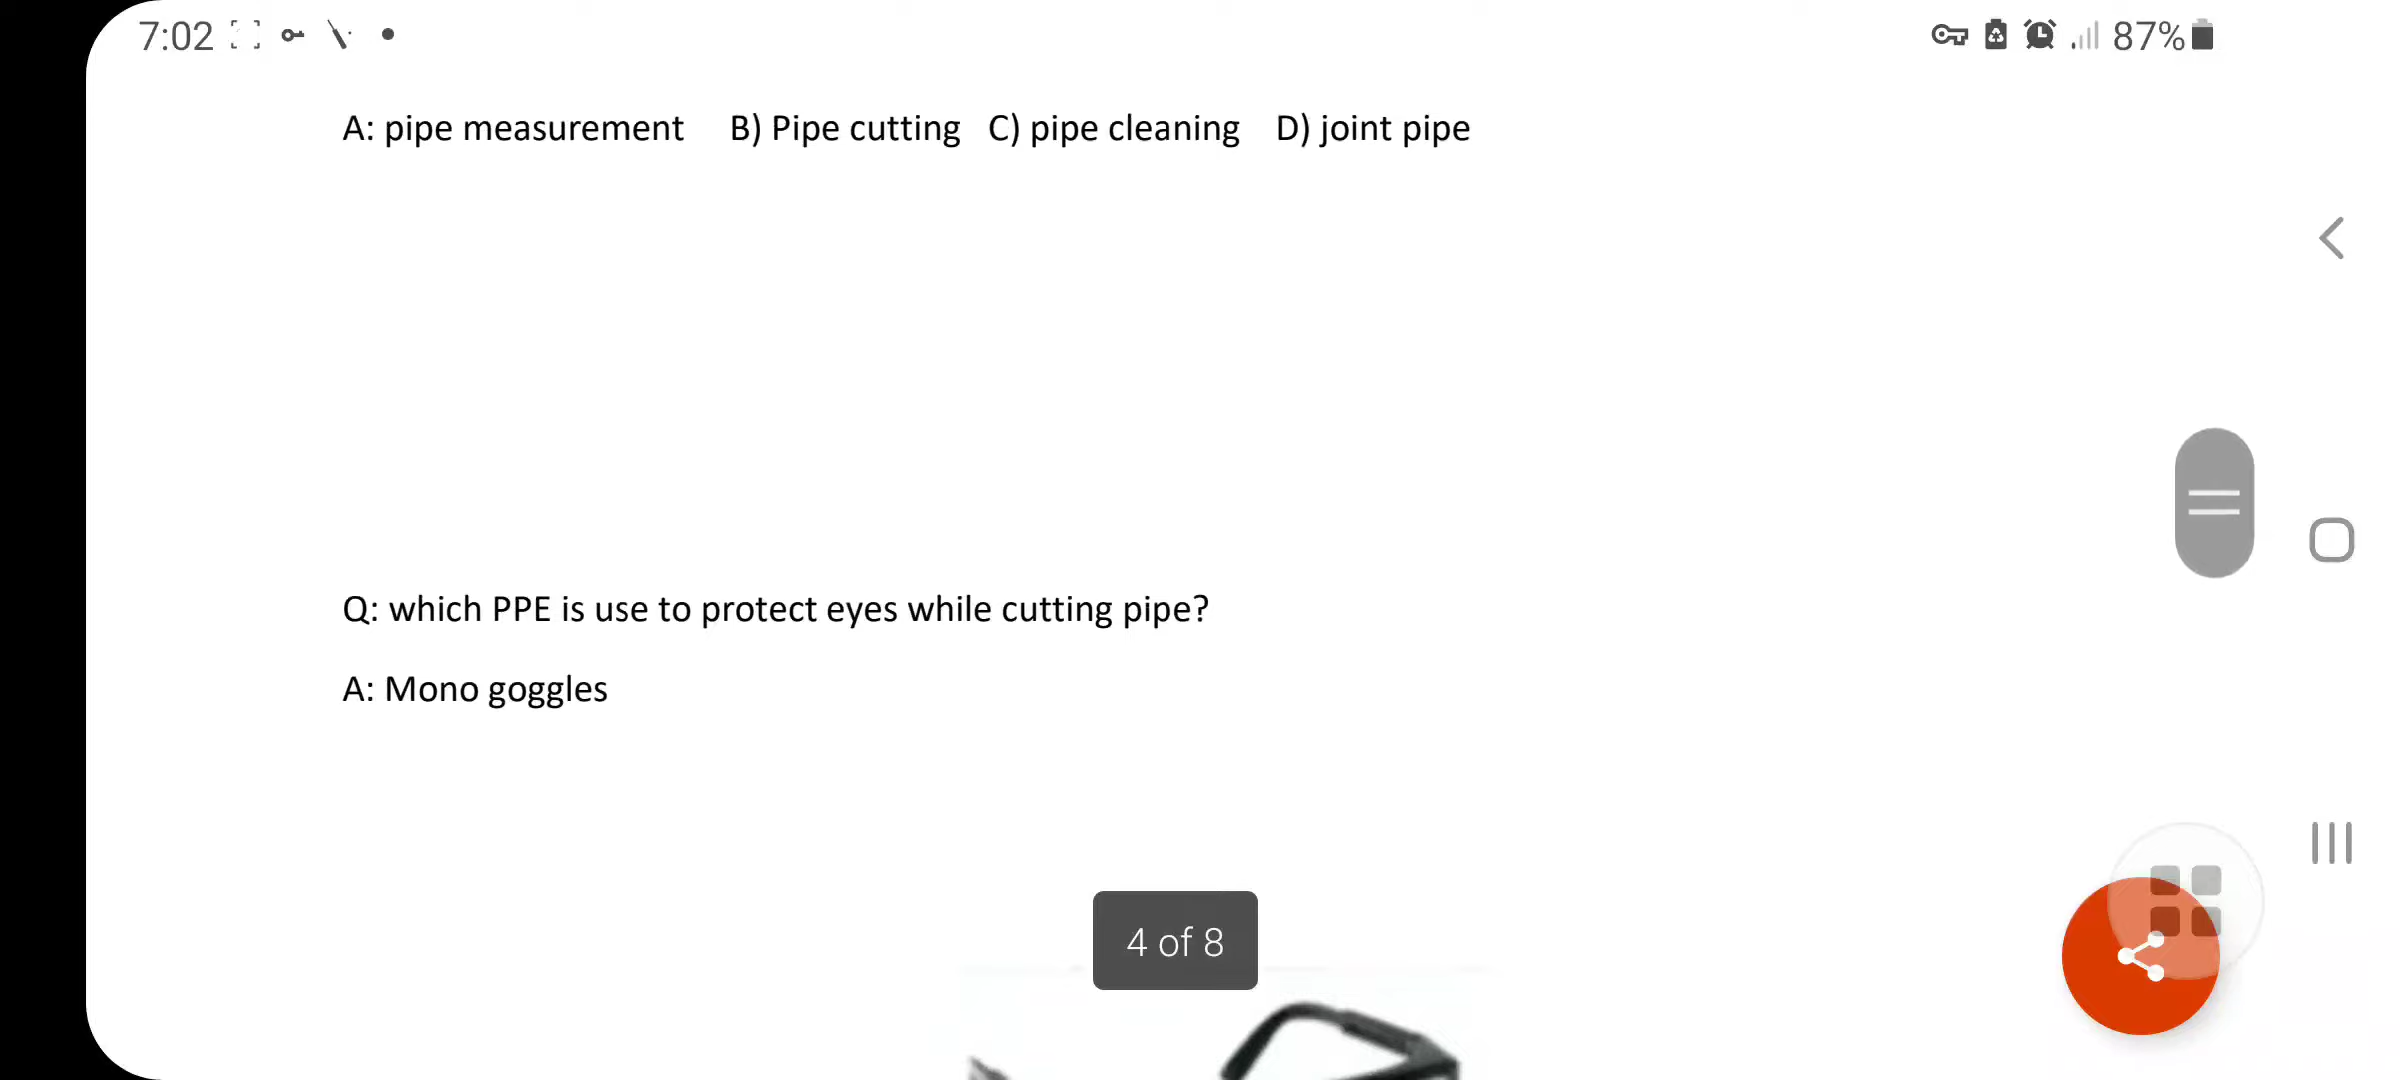 7:02
87%
A: pipe measurement B) Pipe cutting C) pipe cleaning D) joint pipe
Q: which PPE is use to protect eyes while cutting pipe?
A: Mono goggles
4 of 8